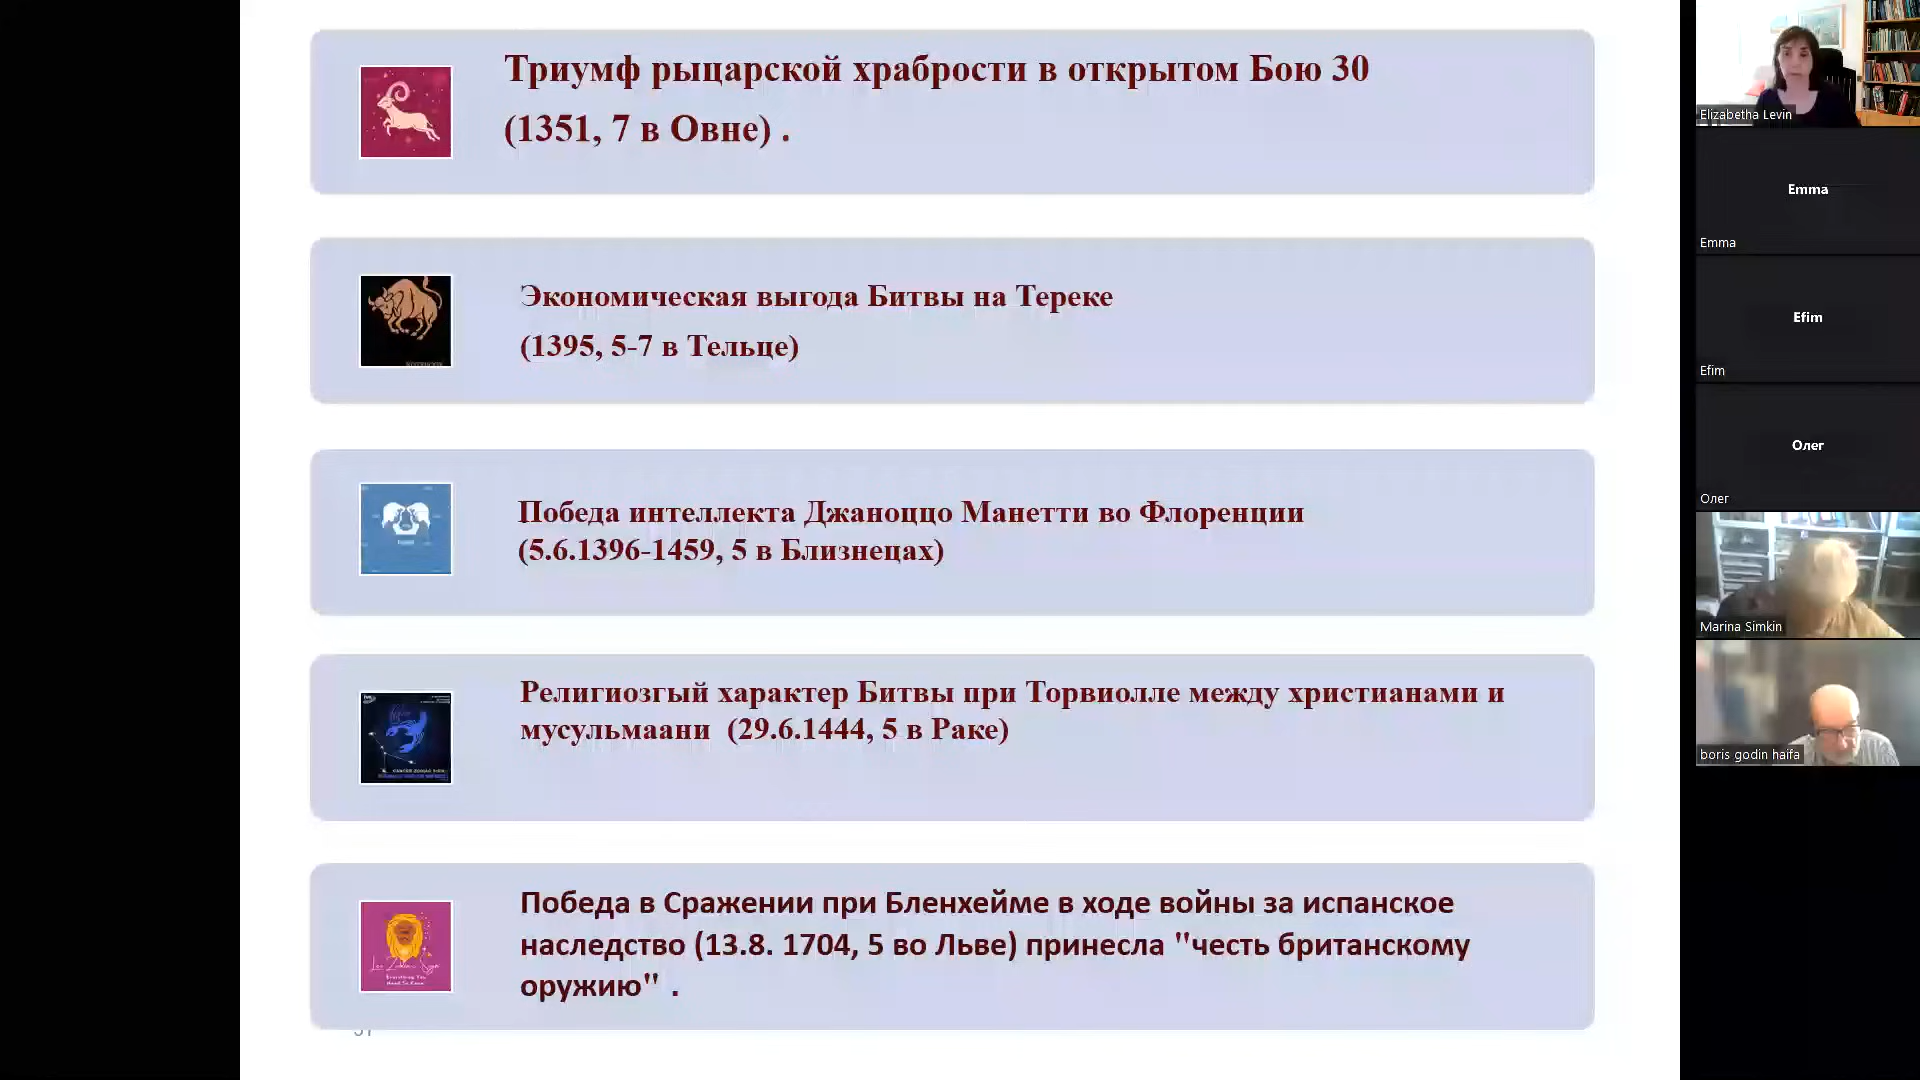 Триумф рыцарской храбрости в открытом Бою 30
(1351, 7 в Овне) .
Экономическая выгода Битвы на Тереке
(1395, 5-7 в Тельце)
Победа интеллекта Джаноццо Манетти во Флоренции
(5.6.1396-1459, 5 в Близнецах)
Религиозгый характер Битвы при Торвиолле между христианами и
мусульмаани (29.6.1444, 5 в Раке)
Победа в Сражении при Бленхейме в ходе войны за испанское
наследство (13.8. 1704, 5 во Льве) принесла "честь британскому
оружию" .
Elizabetha Levin
Emma
Emma
Efim
Efim
Олег
Олег
Marina Simkin
boris godin haifa